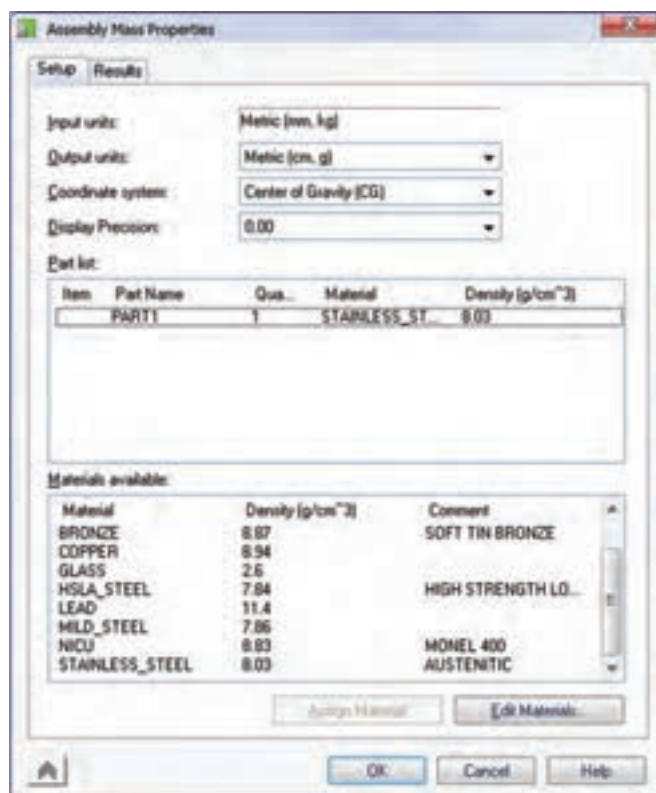 Assembly Mass Properties
Setup Results
Input units: Metric (mm, kg)
Output units: Metric (cm, g)
Coordinate system: Center of Gravity (CG)
Display Precision: 0.00
Part list:
Item Part Name Qua... Material Density (g/cm^3)
PART1 1 STAINLESS_ST... 8.03
Materials available:
Material Density (g/cm^3) Comment
BRONZE 8.87 SOFT TIN BRONZE
COPPER 8.94
GLASS 2.6
HSLA_STEEL 7.84 HIGH STRENGTH LO...
LEAD 11.4
MILD_STEEL 7.86
NICU 8.83 MONEL 400
STAINLESS_STEEL 8.03 AUSTENITIC
Assign Material Edit Materials...
OK Cancel Help